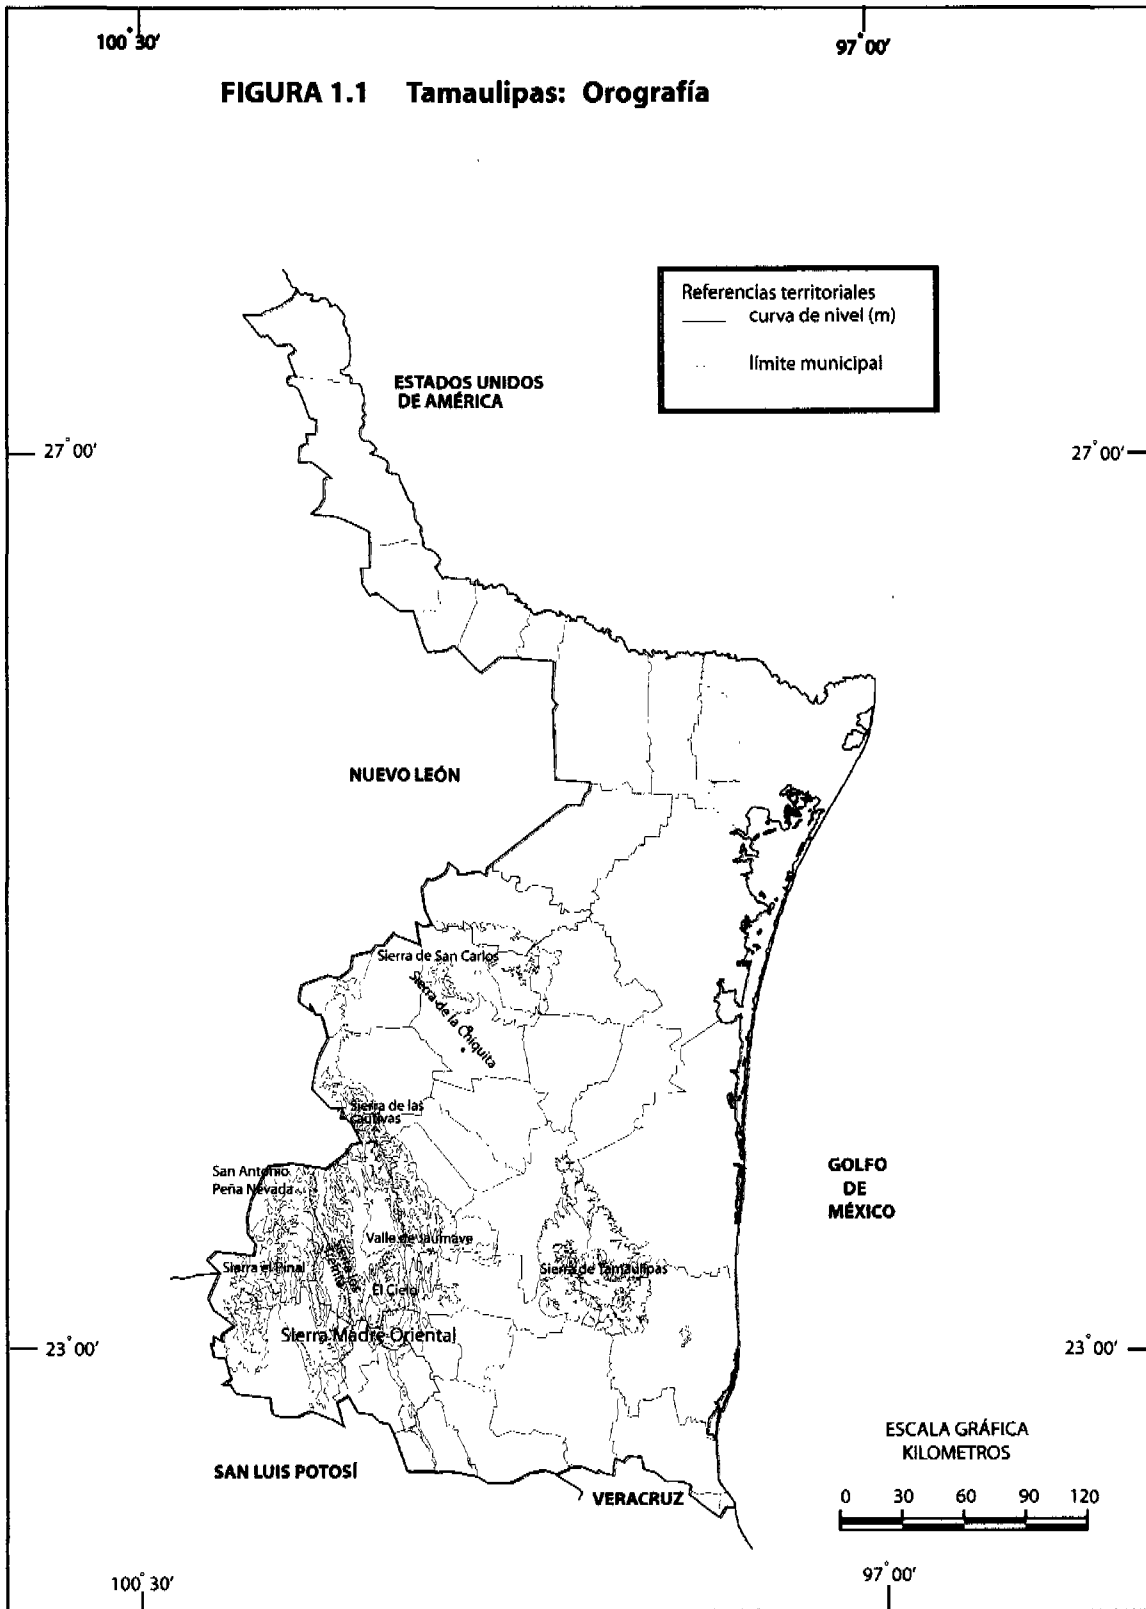 100°30'
97°00'
FIGURA 1.1 Tamaulipas: Orografía
Referencias territoriales
curva de nivel (m)
límite municipal
ESTADOS UNIDOS
DE AMÉRICA
27°00'
27°00'
NUEVO LEÓN
Sierra de San Carlos
Sierra de la Chiquita
Sierra de las
cautivas
San Antonio
Peña Nevada
GOLFO
DE
MÉXICO
Valle de Jaumave
Sierra el Pinal
Sierra de Tamaulipas
El Cielo
Sierra Madre Oriental
23°00'
23°00'
ESCALA GRÁFICA
KILOMETROS
SAN LUIS POTOSÍ
VERACRUZ
0 30 60 90 120
100°30'
97°00'